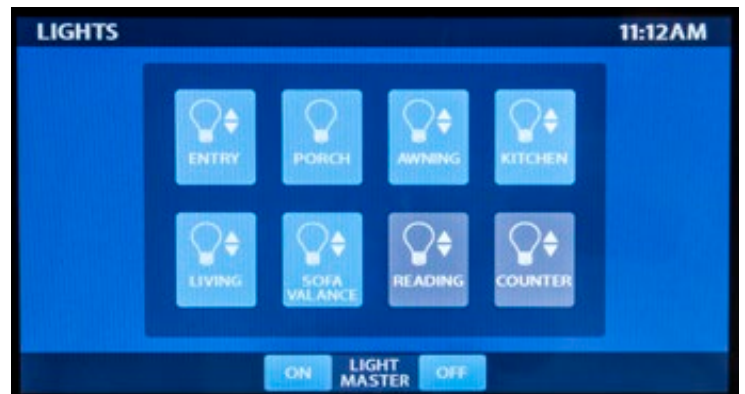 LIGHTS 11:12AM
ENTRY PORCH AWNING KITCHEN
LIVING SOFA VALANCE READING COUNTER
ON LIGHT MASTER OFF